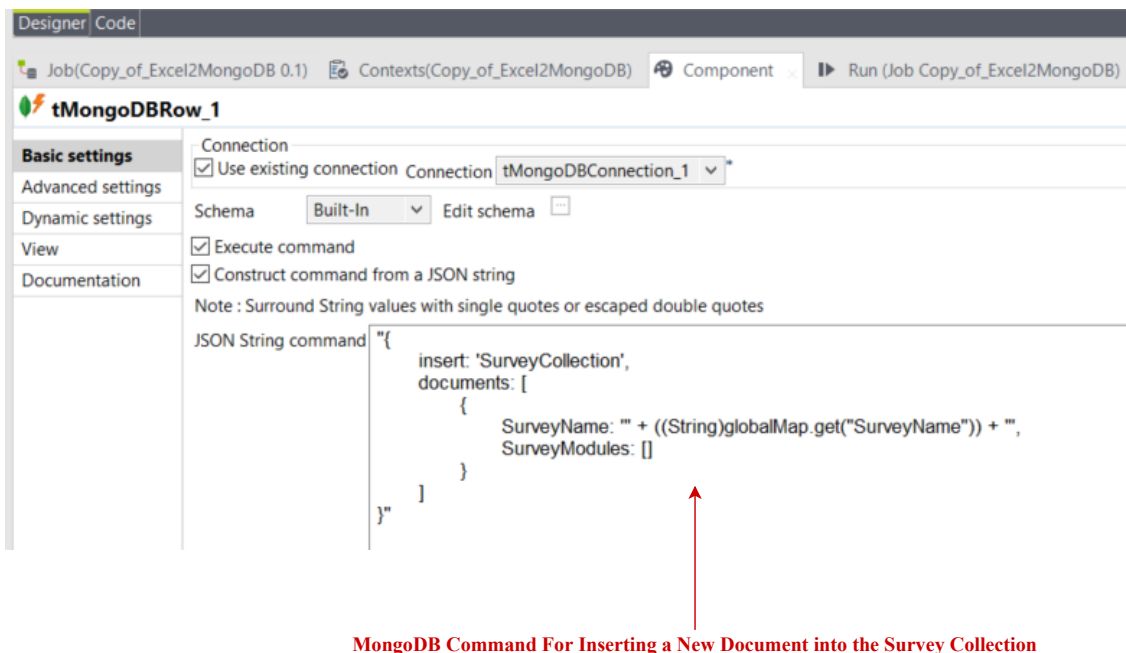 Designer Code
Job(Copy_of_Excel2MongoDB 0.1) Contexts(Copy_of_Excel2MongoDB) Component Run (Job Copy_of_Excel2MongoDB)
tMongoDBRow_1
Basic settings
Advanced settings
Dynamic settings
View
Documentation
Connection
Use existing connection Connection tMongoDBConnection_1 *
Schema Built-In Edit schema ...
Execute command
Construct command from a JSON string
Note : Surround String values with single quotes or escaped double quotes
JSON String command "{
insert: 'SurveyCollection',
documents: [
{
SurveyName: '" + ((String)globalMap.get("SurveyName")) + "',
SurveyModules: []
}
]
}"
MongoDB Command For Inserting a New Document into the Survey Collection